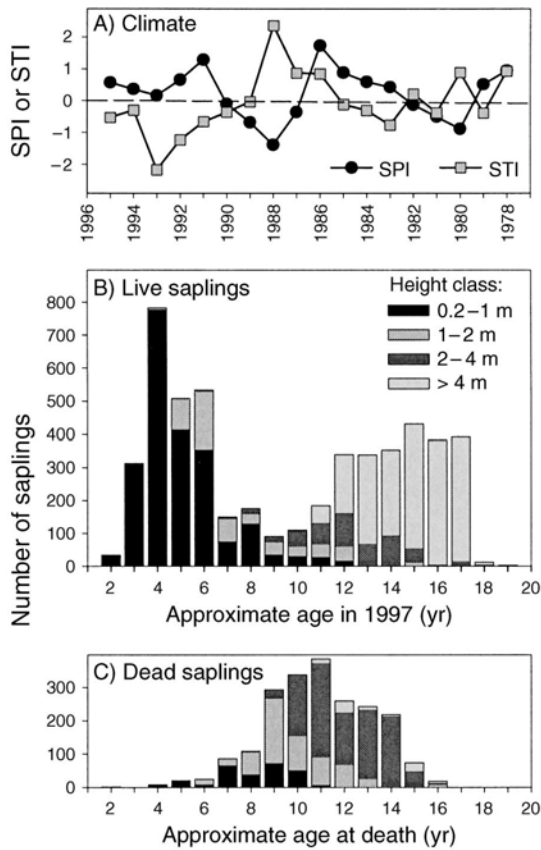 A) Climate
SPI or STI
2
1
0
-1
-2
SPI
STI
1996
1994
1992
1990
1988
1986
1984
1982
1980
1978
B) Live saplings
Height class:
0.2–1 m
1–2 m
2–4 m
> 4 m
Number of saplings
800
700
600
500
400
300
200
100
0
2 4 6 8 10 12 14 16 18 20
Approximate age in 1997 (yr)
C) Dead saplings
300
200
100
0
2 4 6 8 10 12 14 16 18 20
Approximate age at death (yr)